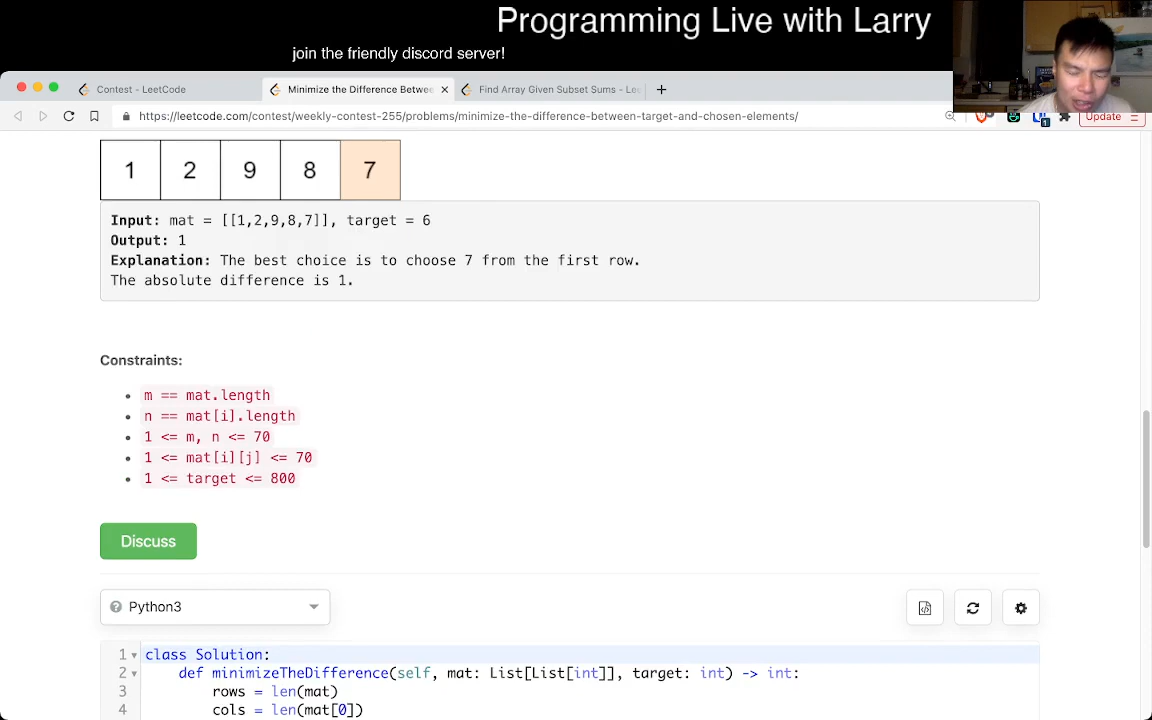 Programming Live with Larry
join the friendly discord server!
Contest - LeetCode
Minimize the Difference Betwee
Find Array Given Subset Sums - Lee
https://leetcode.com/contest/weekly-contest-255/problems/minimize-the-difference-between-target-and-chosen-elements/
Update
1 2 9 8 7
Input: mat = [[1,2,9,8,7]], target = 6
Output: 1
Explanation: The best choice is to choose 7 from the first row.
The absolute difference is 1.
Constraints:
m == mat.length
n == mat[i].length
1 <= m, n <= 70
1 <= mat[i][j] <= 70
1 <= target <= 800
Discuss
Python3
1 class Solution:
2 def minimizeTheDifference(self, mat: List[List[int]], target: int) -> int:
3 rows = len(mat)
4 cols = len(mat[0])